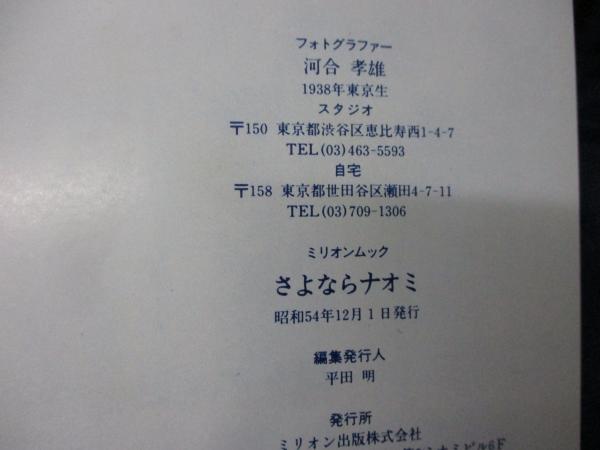 フォトグラファー
河合 孝雄
1938年東京生
スタジオ
〒150 東京都渋谷区恵比寿西1-4-7
TEL(03)463-5593
自宅
〒158 東京都世田谷区瀬田4-7-11
TEL(03)709-1306
ミリオンムック
さよならナオミ
昭和54年12月1日発行
編集発行人
平田 明
発行所
ミリオン出版株式会社
ビル6F